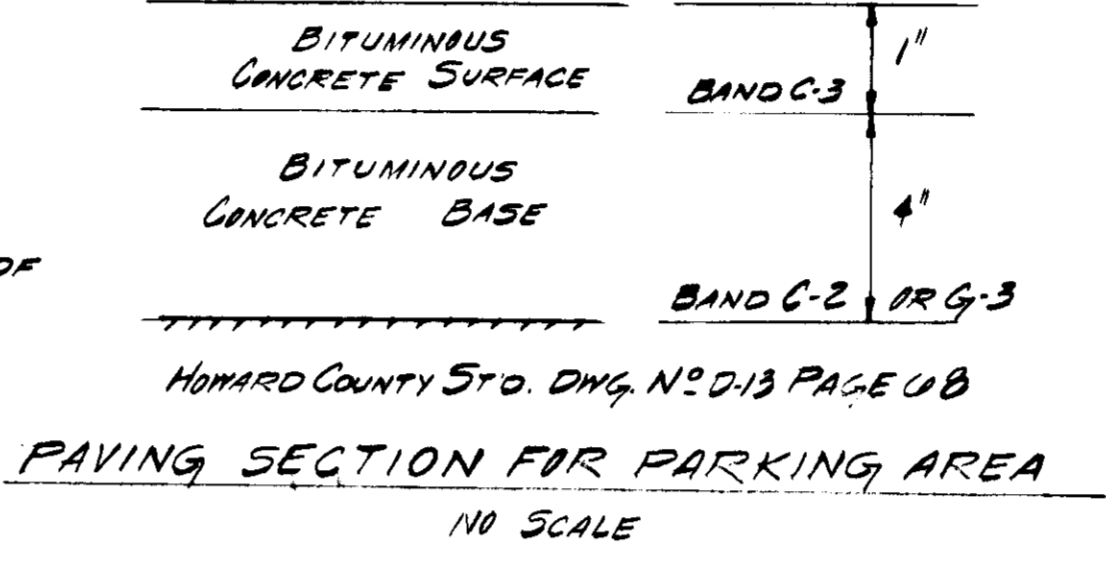 BITUMINOUS
CONCRETE SURFACE
1"
BAND C-3
BITUMINOUS
CONCRETE BASE
4"
OF
BAND C-2 OR G-3
HOWARD COUNTY ST'D. DWG. Nº D-13 PAGE 68
PAVING SECTION FOR PARKING AREA
NO SCALE